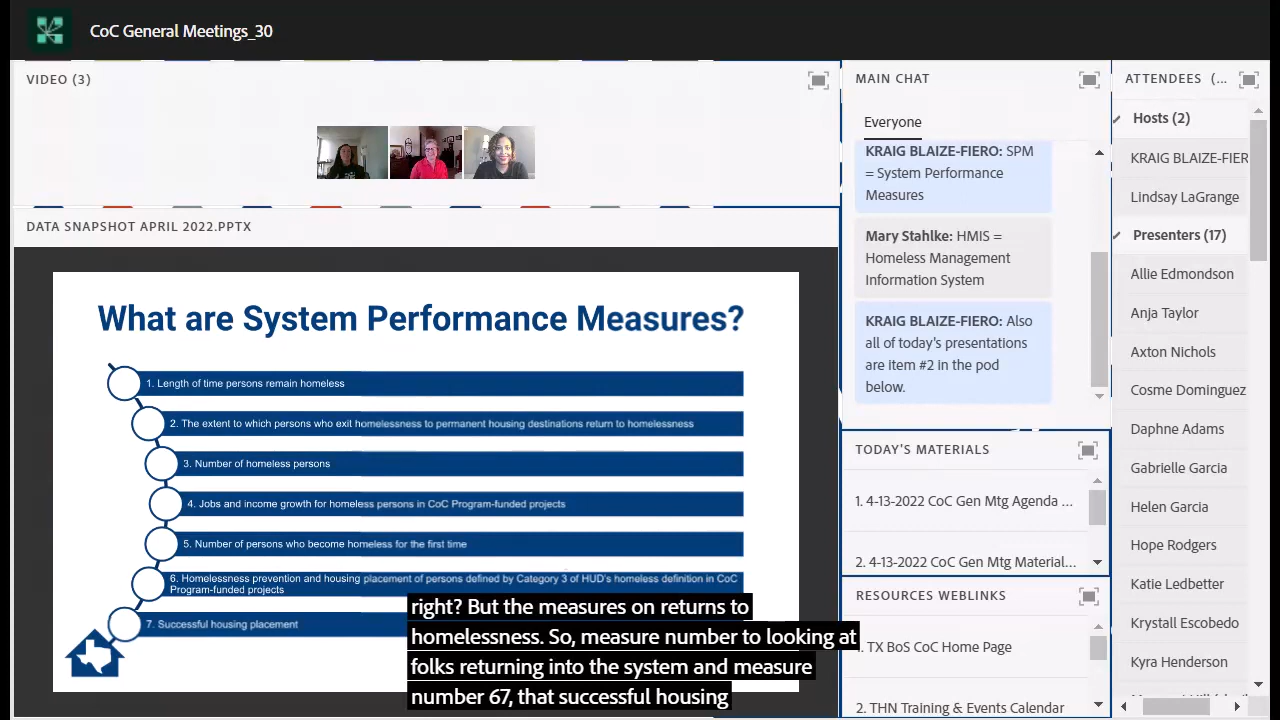 CoC General Meetings_30
VIDEO (3)
DATA SNAPSHOT APRIL 2022.PPTX
What are System Performance Measures?
1. Length of time persons remain homeless
2. The extent to which persons who exit homelessness to permanent housing destinations return to homelessness
3. Number of homeless persons
4. Jobs and income growth for homeless persons in CoC Program-funded projects
5. Number of persons who become homeless for the first time
6. Homelessness prevention and housing placement of persons defined by Category 3 of HUD's homeless definition in CoC
Program-funded projects
7. Successful housing placement
right? But the measures on returns to
homelessness. So, measure number to looking at
folks returning into the system and measure
number 67, that successful housing
MAIN CHAT
Everyone
KRAIG BLAIZE-FIERO: SPM
= System Performance
Measures
Mary Stahlke: HMIS =
Homeless Management
Information System
KRAIG BLAIZE-FIERO: Also
all of today's presentations
are item #2 in the pod
below.
TODAY'S MATERIALS
1. 4-13-2022 CoC Gen Mtg Agenda ...
2. 4-13-2022 CoC Gen Mtg Material...
RESOURCES WEBLINKS
. TX BoS CoC Home Page
2. THN Training & Events Calendar
ATTENDEES (...
Hosts (2)
KRAIG BLAIZE-FIER
Lindsay LaGrange
Presenters (17)
Allie Edmondson
Anja Taylor
Axton Nichols
Cosme Dominguez
Daphne Adams
Gabrielle Garcia
Helen Garcia
Hope Rodgers
Katie Ledbetter
Krystall Escobedo
Kyra Henderson